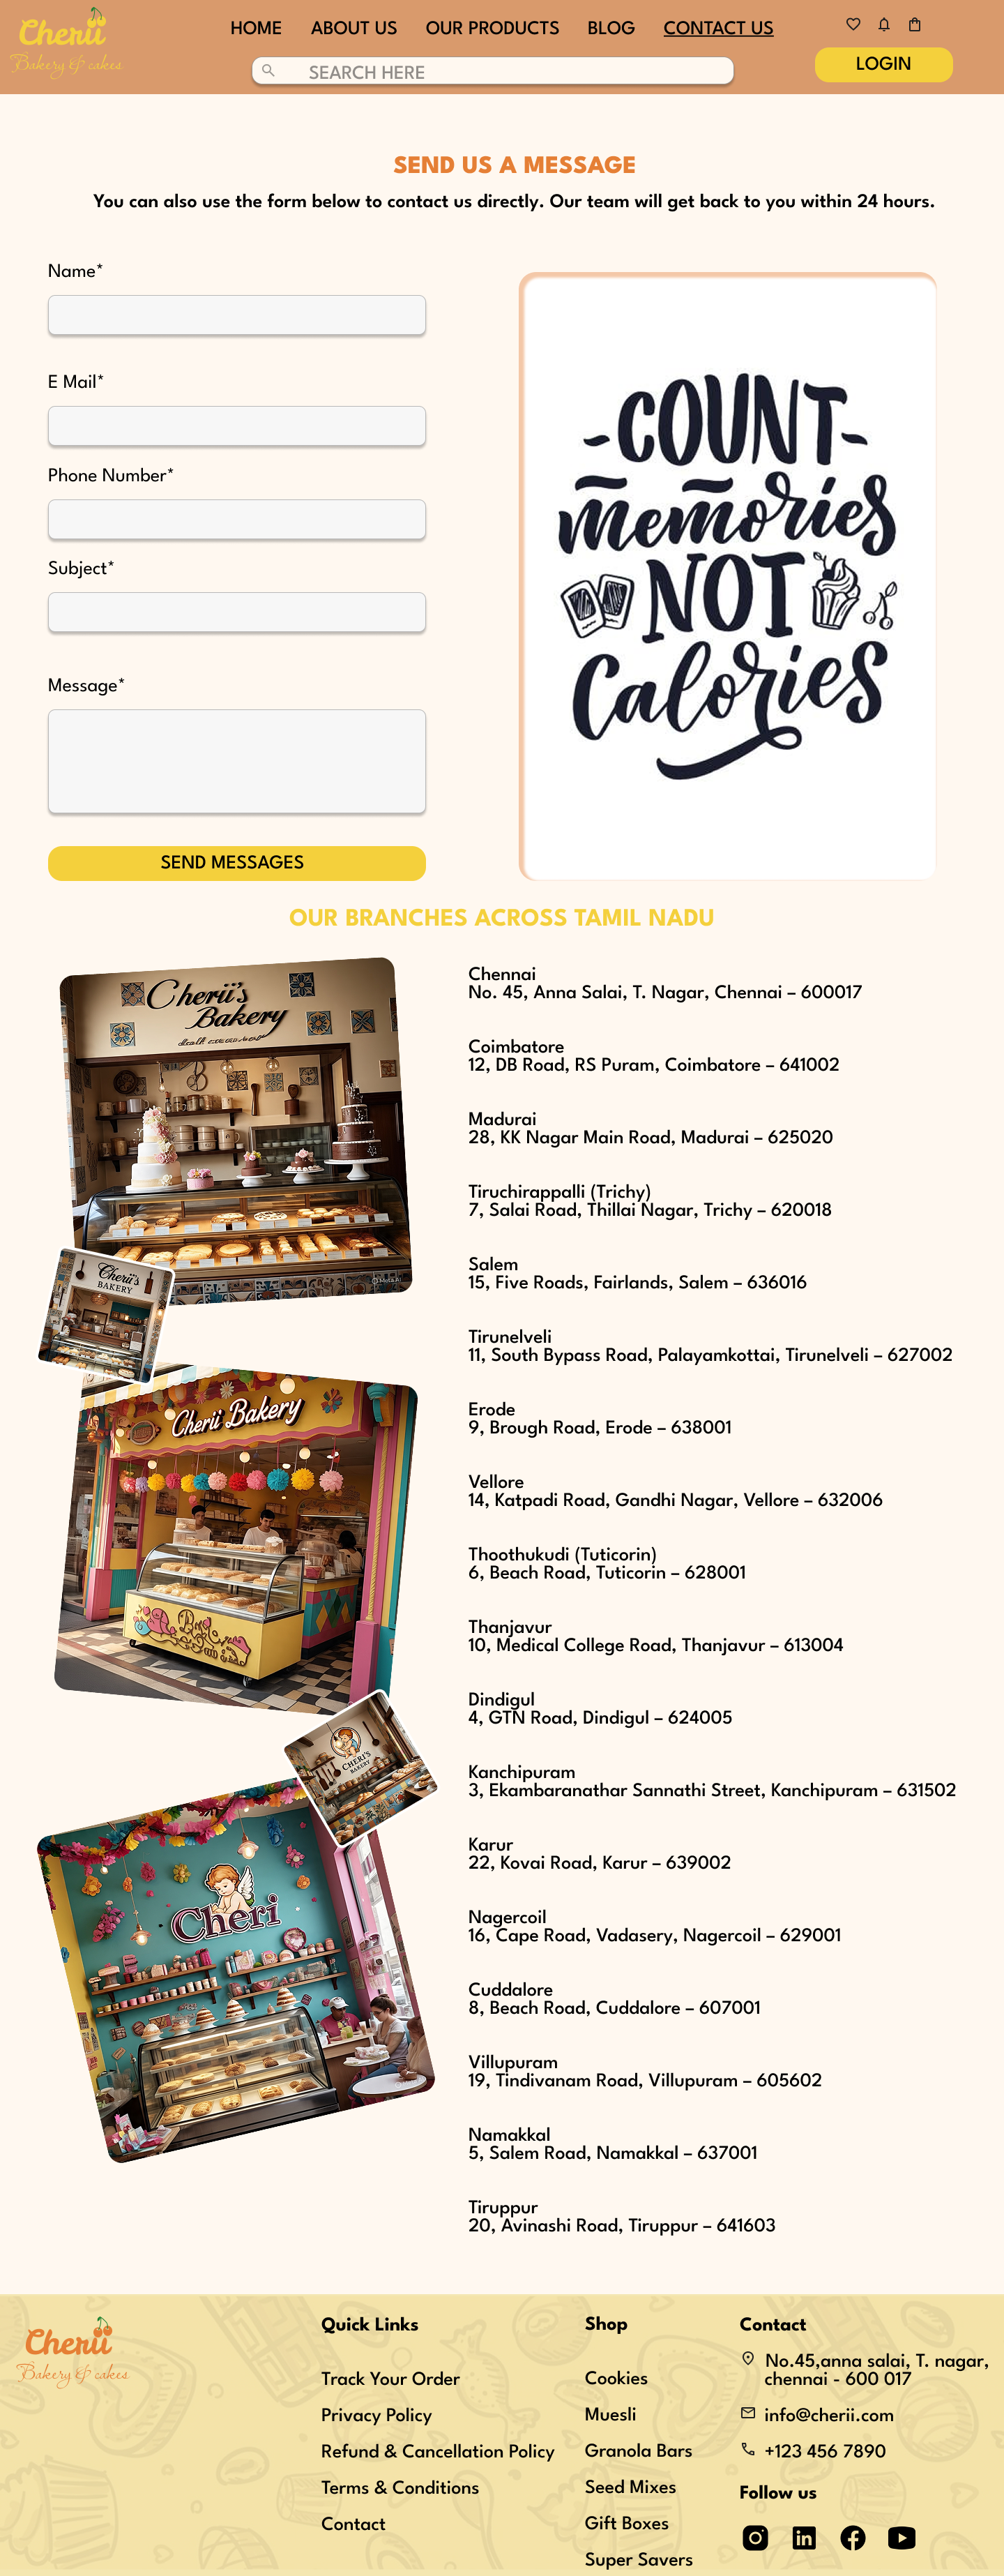 Cherii
Bakery & cakes
HOME
ABOUT US
OUR PRODUCTS
BLOG
CONTACT US
SEARCH HERE
LOGIN
SEND US A MESSAGE
You can also use the form below to contact us directly. Our team will get back to you within 24 hours.
Name*
E Mail*
Phone Number*
Subject*
Message*
SEND MESSAGES
-COUNT-
memories
NOT
Calories
OUR BRANCHES ACROSS TAMIL NADU
Cherii's
Bakery
Cherii's
BAKERY
Cherii Bakery
CHERI'S
BAKERY
Cheri
Chennai
No. 45, Anna Salai, T. Nagar, Chennai – 600017
Coimbatore
12, DB Road, RS Puram, Coimbatore – 641002
Madurai
28, KK Nagar Main Road, Madurai – 625020
Tiruchirappalli (Trichy)
7, Salai Road, Thillai Nagar, Trichy – 620018
Salem
15, Five Roads, Fairlands, Salem – 636016
Tirunelveli
11, South Bypass Road, Palayamkottai, Tirunelveli – 627002
Erode
9, Brough Road, Erode – 638001
Vellore
14, Katpadi Road, Gandhi Nagar, Vellore – 632006
Thoothukudi (Tuticorin)
6, Beach Road, Tuticorin – 628001
Thanjavur
10, Medical College Road, Thanjavur – 613004
Dindigul
4, GTN Road, Dindigul – 624005
Kanchipuram
3, Ekambaranathar Sannathi Street, Kanchipuram – 631502
Karur
22, Kovai Road, Karur – 639002
Nagercoil
16, Cape Road, Vadasery, Nagercoil – 629001
Cuddalore
8, Beach Road, Cuddalore – 607001
Villupuram
19, Tindivanam Road, Villupuram – 605602
Namakkal
5, Salem Road, Namakkal – 637001
Tiruppur
20, Avinashi Road, Tiruppur – 641603
Cherii
Bakery & cakes
Quick Links
Track Your Order
Privacy Policy
Refund & Cancellation Policy
Terms & Conditions
Contact
Shop
Cookies
Muesli
Granola Bars
Seed Mixes
Gift Boxes
Super Savers
Contact
No.45,anna salai, T. nagar,
chennai - 600 017
info@cherii.com
+123 456 7890
Follow us